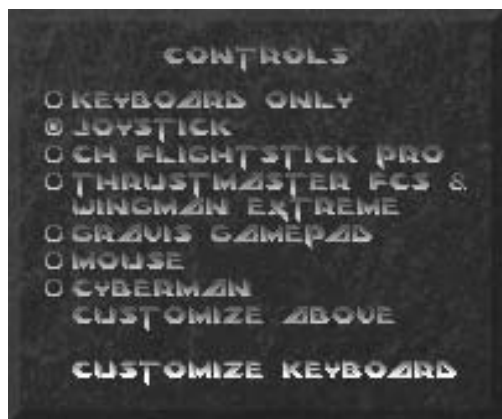 CONTROLS
KEYBOARD ONLY
JOYSTICK
CH FLIGHTSTICK PRO
THRUSTMASTER FCS &
WINGMAN EXTREME
GRAVIS GAMEPAD
MOUSE
CYBERMAN
CUSTOMIZE ABOVE
CUSTOMIZE KEYBOARD